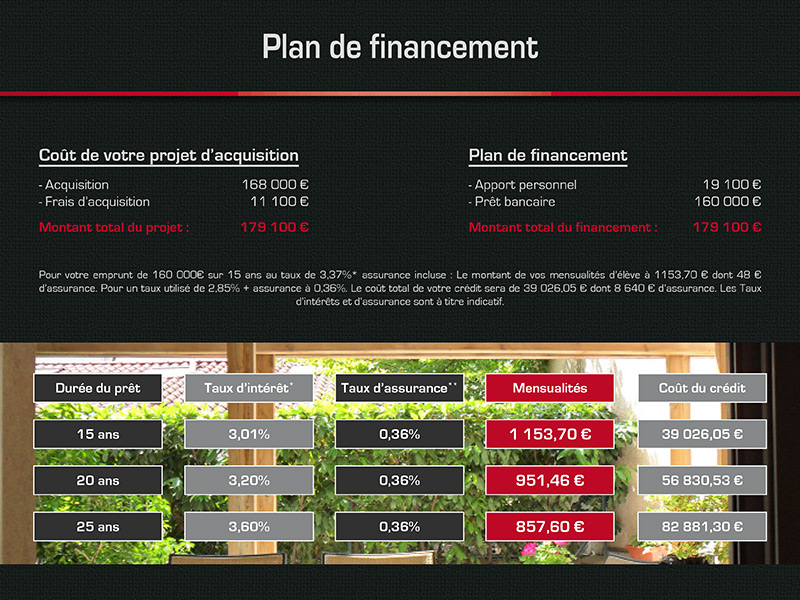 Plan de financement
Coût de votre projet d'acquisition
- Acquisition 168 000 €
- Frais d'acquisition 11 100 €
Montant total du projet : 179 100 €
Plan de financement
- Apport personnel 19 100 €
- Prêt bancaire 160 000 €
Montant total du financement : 179 100 €
Pour votre emprunt de 160 000€ sur 15 ans au taux de 3,37%* assurance incluse : Le montant de vos mensualités d'élève à 1153,70 € dont 48 €
d'assurance. Pour un taux utilisé de 2,85% + assurance à 0,36%. Le coût total de votre crédit sera de 39 026,05 € dont 8 640 € d'assurance. Les Taux
d'intérêts et d'assurance sont à titre indicatif.
Durée du prêt Taux d'intérêt* Taux d'assurance** Mensualités Coût du crédit
15 ans 3,01% 0,36% 1 153,70 € 39 026,05 €
20 ans 3,20% 0,36% 951,46 € 56 830,53 €
25 ans 3,60% 0,36% 857,60 € 82 881,30 €